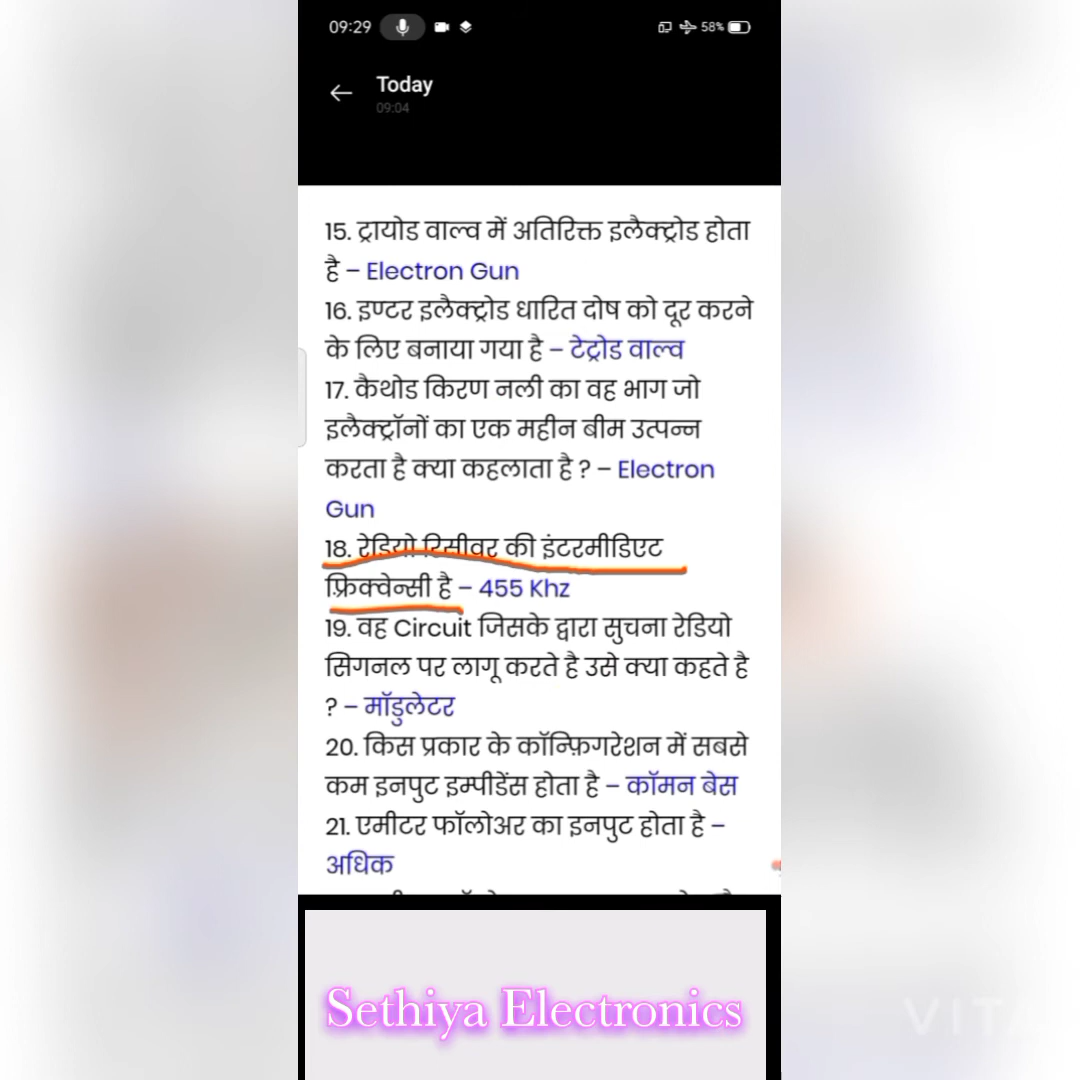 09:29
58%
Today
09:04
15. ट्रायोड वाल्व में अतिरिक्त इलैक्ट्रोड होता
है – Electron Gun
16. इण्टर इलैक्ट्रोड धारित दोष को दूर करने
के लिए बनाया गया है – टेट्रोड वाल्व
17. कैथोड किरण नली का वह भाग जो
इलैक्ट्रॉनों का एक महीन बीम उत्पन्न
करता है क्या कहलाता है ? – Electron
Gun
18. रेडियो रिसीवर की इंटरमीडिएट
फ्रिक्वेन्सी है – 455 Khz
19. वह Circuit जिसके द्वारा सुचना रेडियो
सिगनल पर लागू करते है उसे क्या कहते है
? – मॉडुलेटर
20. किस प्रकार के कॉन्फ़िगरेशन में सबसे
कम इनपुट इम्पीडेंस होता है – कॉमन बेस
21. एमीटर फॉलोअर का इनपुट होता है –
अधिक
Sethiya Electronics